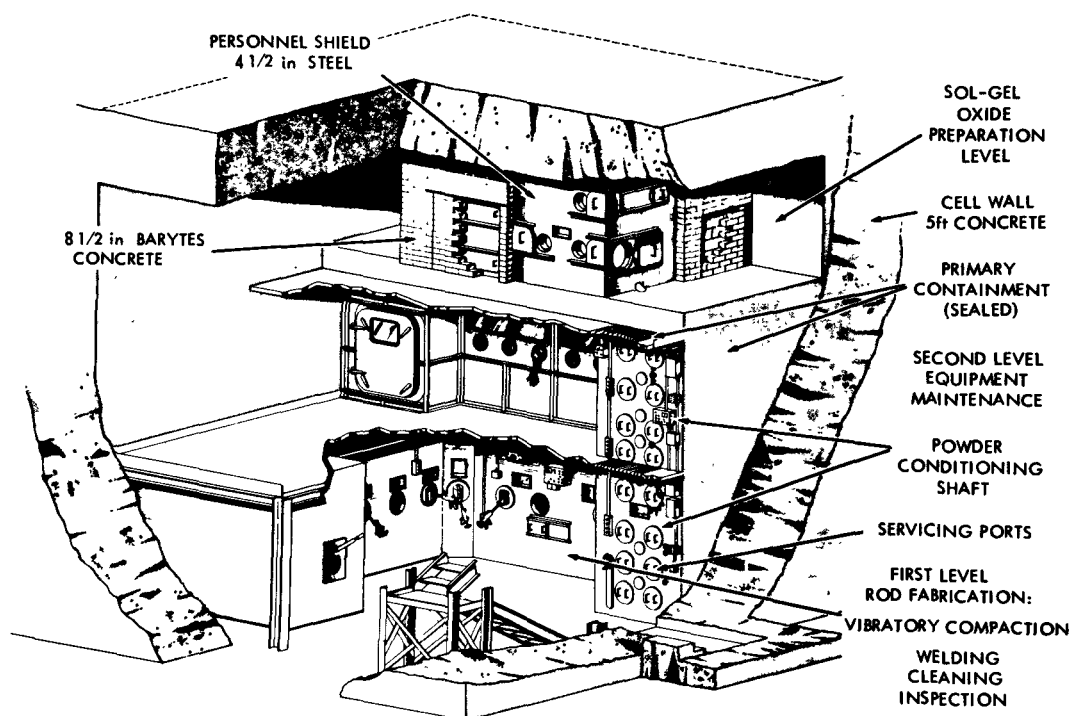 PERSONNEL SHIELD
4 1/2 in STEEL
8 1/2 in BARYTES
CONCRETE
SOL-GEL
OXIDE
PREPARATION
LEVEL
CELL WALL
5ft CONCRETE
PRIMARY
CONTAINMENT
(SEALED)
SECOND LEVEL
EQUIPMENT
MAINTENANCE
POWDER
CONDITIONING
SHAFT
SERVICING PORTS
FIRST LEVEL
ROD FABRICATION:
VIBRATORY COMPACTION
WELDING
CLEANING
INSPECTION